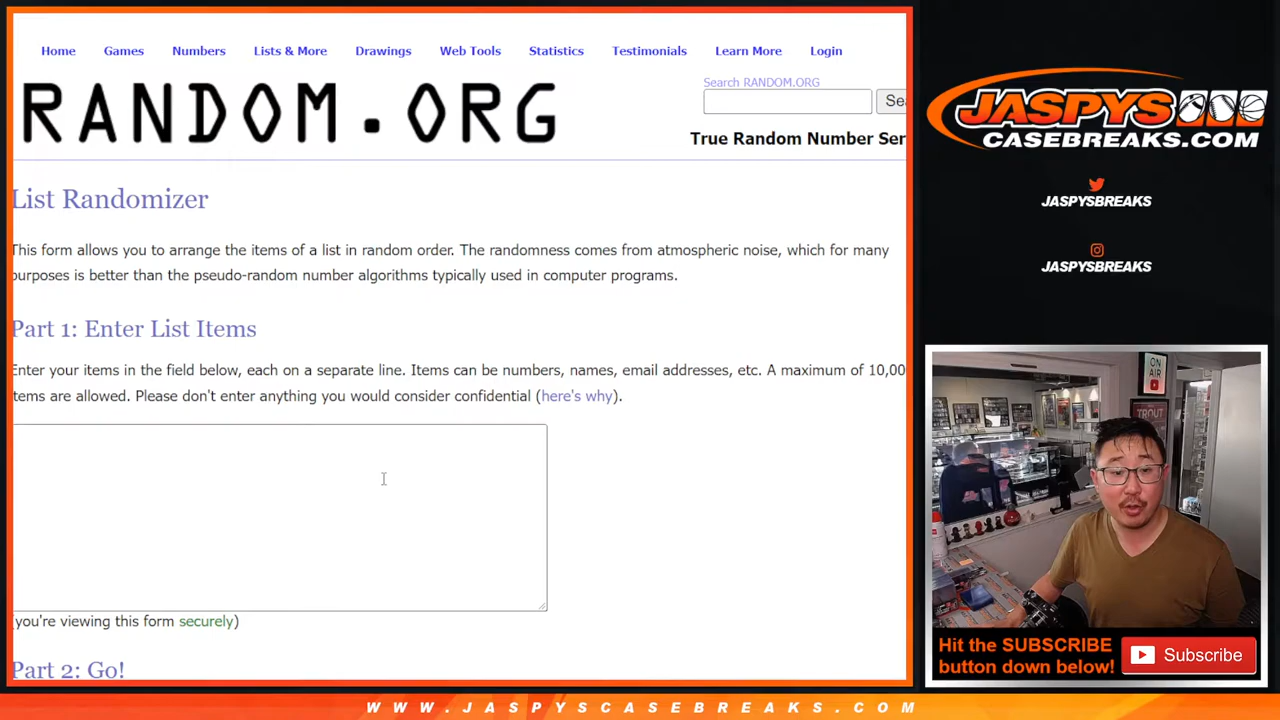 Home Games Numbers Lists & More Drawings Web Tools Statistics Testimonials Learn More Login
RANDOM.ORG
Search RANDOM.ORG
Sea
True Random Number Ser
List Randomizer
This form allows you to arrange the items of a list in random order. The randomness comes from atmospheric noise, which for many
purposes is better than the pseudo-random number algorithms typically used in computer programs.
Part 1: Enter List Items
Enter your items in the field below, each on a separate line. Items can be numbers, names, email addresses, etc. A maximum of 10,00
items are allowed. Please don't enter anything you would consider confidential (here's why).
(you're viewing this form securely)
Part 2: Go!
JASPYS
CASEBREAKS.COM
JASPYSBREAKS
JASPYSBREAKS
ON
AIR
TROUT
Hit the SUBSCRIBE
button down below!
Subscribe
WWW.JASPYSCASEBREAKS.COM